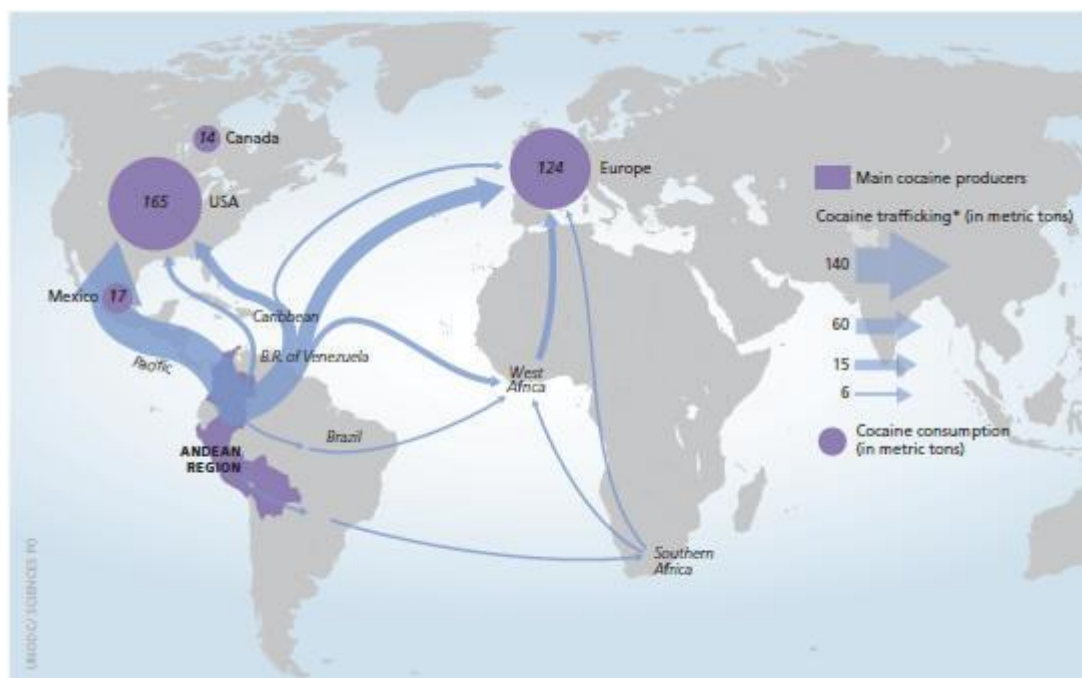 14 Canada
165 USA
124 Europe
Mexico 17
Caribbean
Pacific
B.R. of Venezuela
West
Africa
Brazil
ANDEAN
REGION
Southern
Africa
Main cocaine producers
Cocaine trafficking* (in metric tons)
140
60
15
6
Cocaine consumption
(in metric tons)
UNODC/ SCIENCES PO